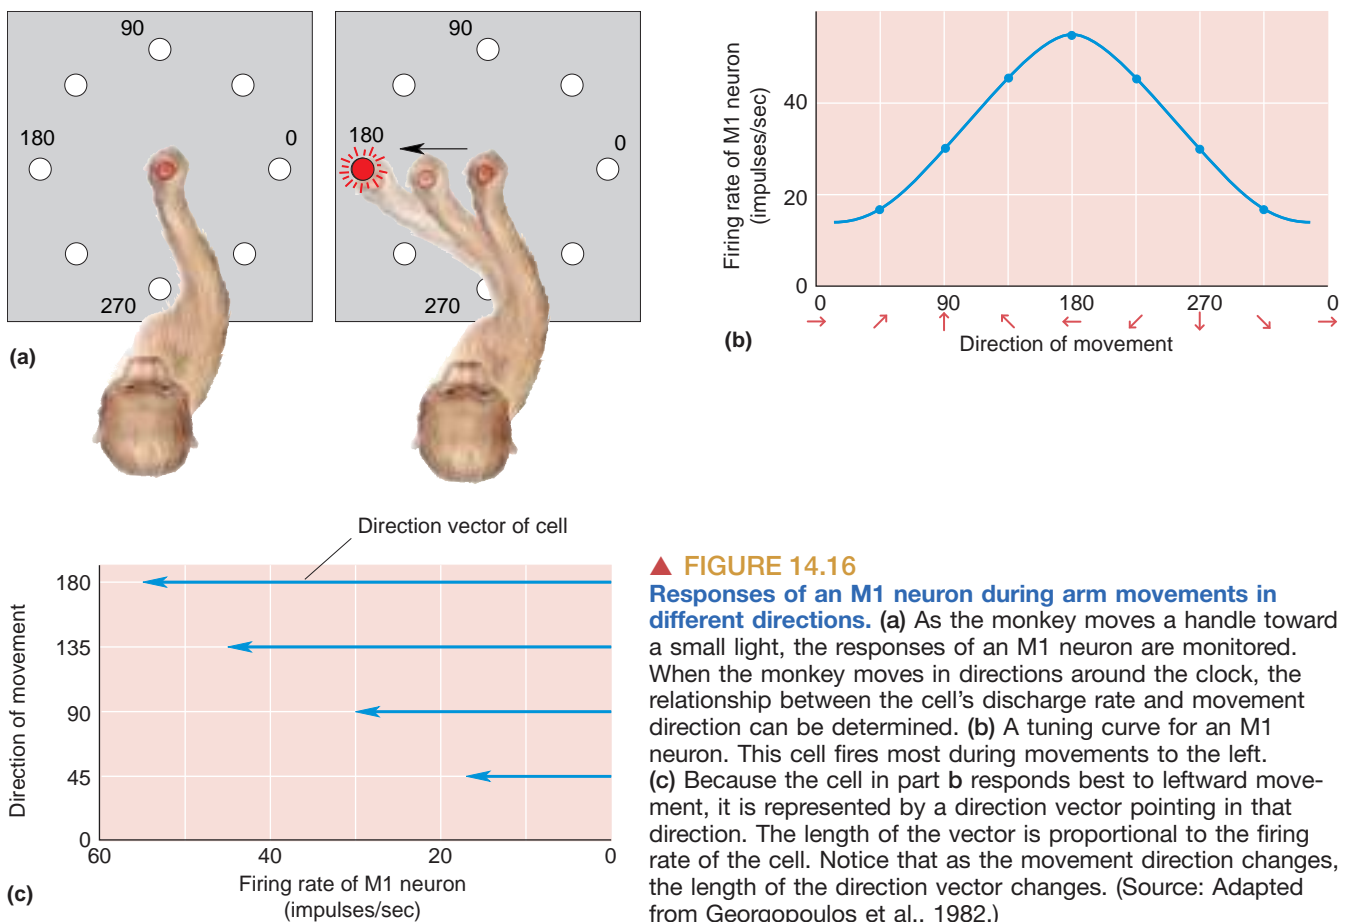 90
180
0
270
(a)
90
180
0
270
Firing rate of M1 neuron
(impulses/sec)
40
20
0
0
90
180
270
0
Direction of movement
(b)
Direction vector of cell
Direction of movement
180
135
90
45
0
60
40
20
0
Firing rate of M1 neuron
(impulses/sec)
(c)
▲ FIGURE 14.16
Responses of an M1 neuron during arm movements in
different directions. (a) As the monkey moves a handle toward
a small light, the responses of an M1 neuron are monitored.
When the monkey moves in directions around the clock, the
relationship between the cell's discharge rate and movement
direction can be determined. (b) A tuning curve for an M1
neuron. This cell fires most during movements to the left.
(c) Because the cell in part b responds best to leftward move-
ment, it is represented by a direction vector pointing in that
direction. The length of the vector is proportional to the firing
rate of the cell. Notice that as the movement direction changes,
the length of the direction vector changes. (Source: Adapted
from Georgopoulos et al., 1982.)